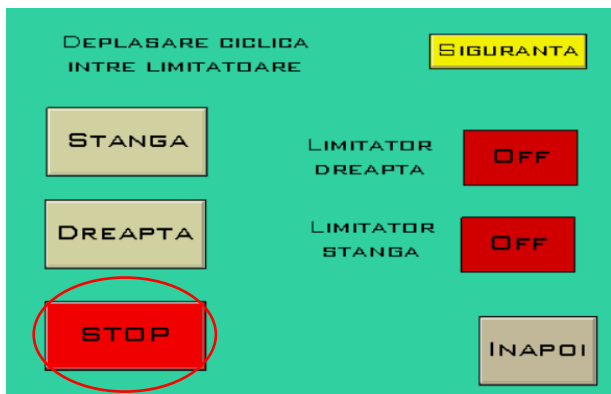 DEPLASARE CICLICA
INTRE LIMITATOARE
SIGURANTA
STANGA
LIMITATOR
DREAPTA
OFF
DREAPTA
LIMITATOR
STANGA
OFF
STOP
INAPOI